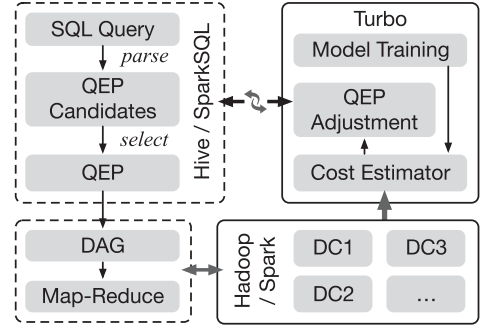 SQL Query
parse
QEP
Candidates
select
QEP
Hive / SparkSQL
Turbo
Model Training
QEP
Adjustment
Cost Estimator
DAG
Map-Reduce
Hadoop
/ Spark
DC1
DC3
DC2
...